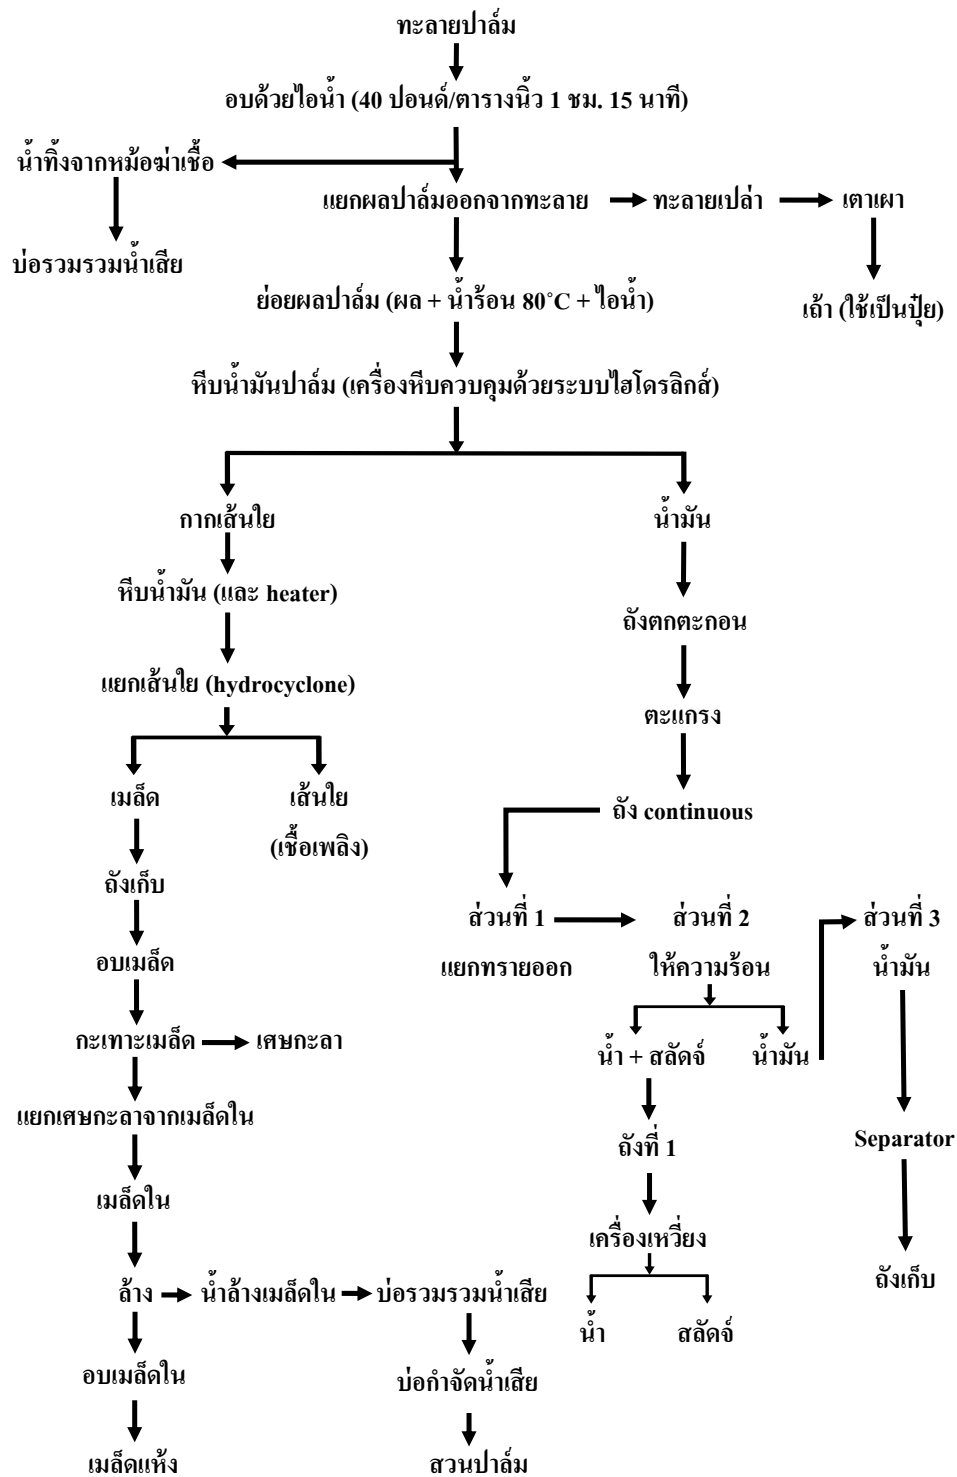 ทะลายปาล์ม
อบด้วยไอน้ำ (40 ปอนด์/ตารางนิ้ว 1 ชม. 15 นาที)
น้ำทิ้งจากหม้อฆ่าเชื้อ
แยกผลปาล์มออกจากทะลาย ทะลายเปล่า เตาเผา
บ่อรวมรวมน้ำเสีย
ย่อยผลปาล์ม (ผล + น้ำร้อน 80°C + ไอน้ำ)
เถ้า (ใช้เป็นปุ๋ย)
หีบน้ำมันปาล์ม (เครื่องหีบควบคุมด้วยระบบไฮโดรลิกส์)
กากเส้นใย น้ำมัน
หีบน้ำมัน (และ heater)
ถังตกตะกอน
แยกเส้นใย (hydrocyclone)
ตะแกรง
เมล็ด เส้นใย
ถัง continuous
(เชื้อเพลิง)
ถังเก็บ
ส่วนที่ 1 ส่วนที่ 2 ส่วนที่ 3
อบเมล็ด
แยกทรายออก ให้ความร้อน น้ำมัน
กะเทาะเมล็ด เศษกะลา
น้ำ + สลัดจ์ น้ำมัน
แยกเศษกะลาจากเมล็ดใน
Separator
ถังที่ 1
เมล็ดใน
เครื่องเหวี่ยง
ถังเก็บ
ล้าง น้ำล้างเมล็ดใน บ่อรวมรวมน้ำเสีย
น้ำ สลัดจ์
อบเมล็ดใน บ่อกำจัดน้ำเสีย
เมล็ดแห้ง สวนปาล์ม